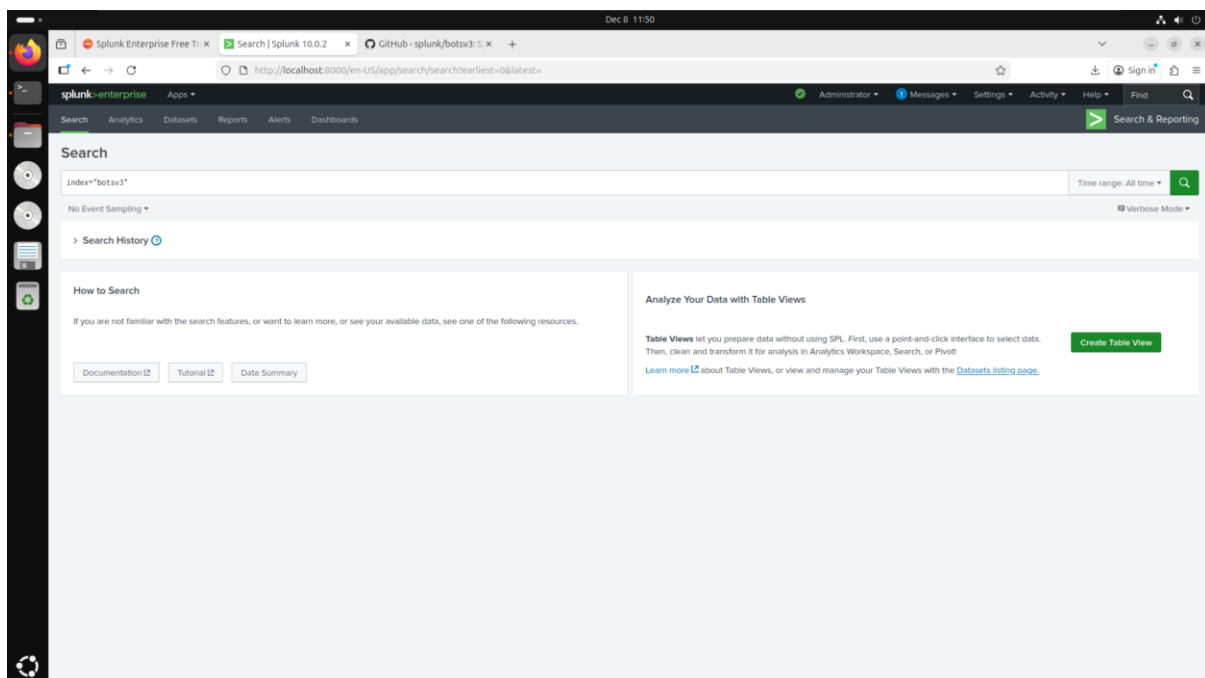 Dec 8 11:50
Splunk Enterprise Free Tr
Search | Splunk 10.0.2
GitHub - splunk/botsv3: S
http://localhost:8000/en-US/app/search/search?earliest=0&latest=
Sign in
splunk>enterprise Apps
Administrator 1 Messages Settings Activity Help Find
Search Analytics Datasets Reports Alerts Dashboards
Search & Reporting
Search
index="botsv3"
Time range: All time
No Event Sampling
Verbose Mode
> Search History ?
How to Search
If you are not familiar with the search features, or want to learn more, or see your available data, see one of the following resources.
Documentation Tutorial Data Summary
Analyze Your Data with Table Views
Table Views let you prepare data without using SPL. First, use a point-and-click interface to select data.
Then, clean and transform it for analysis in Analytics Workspace, Search, or Pivot!
Learn more about Table Views, or view and manage your Table Views with the Datasets listing page.
Create Table View